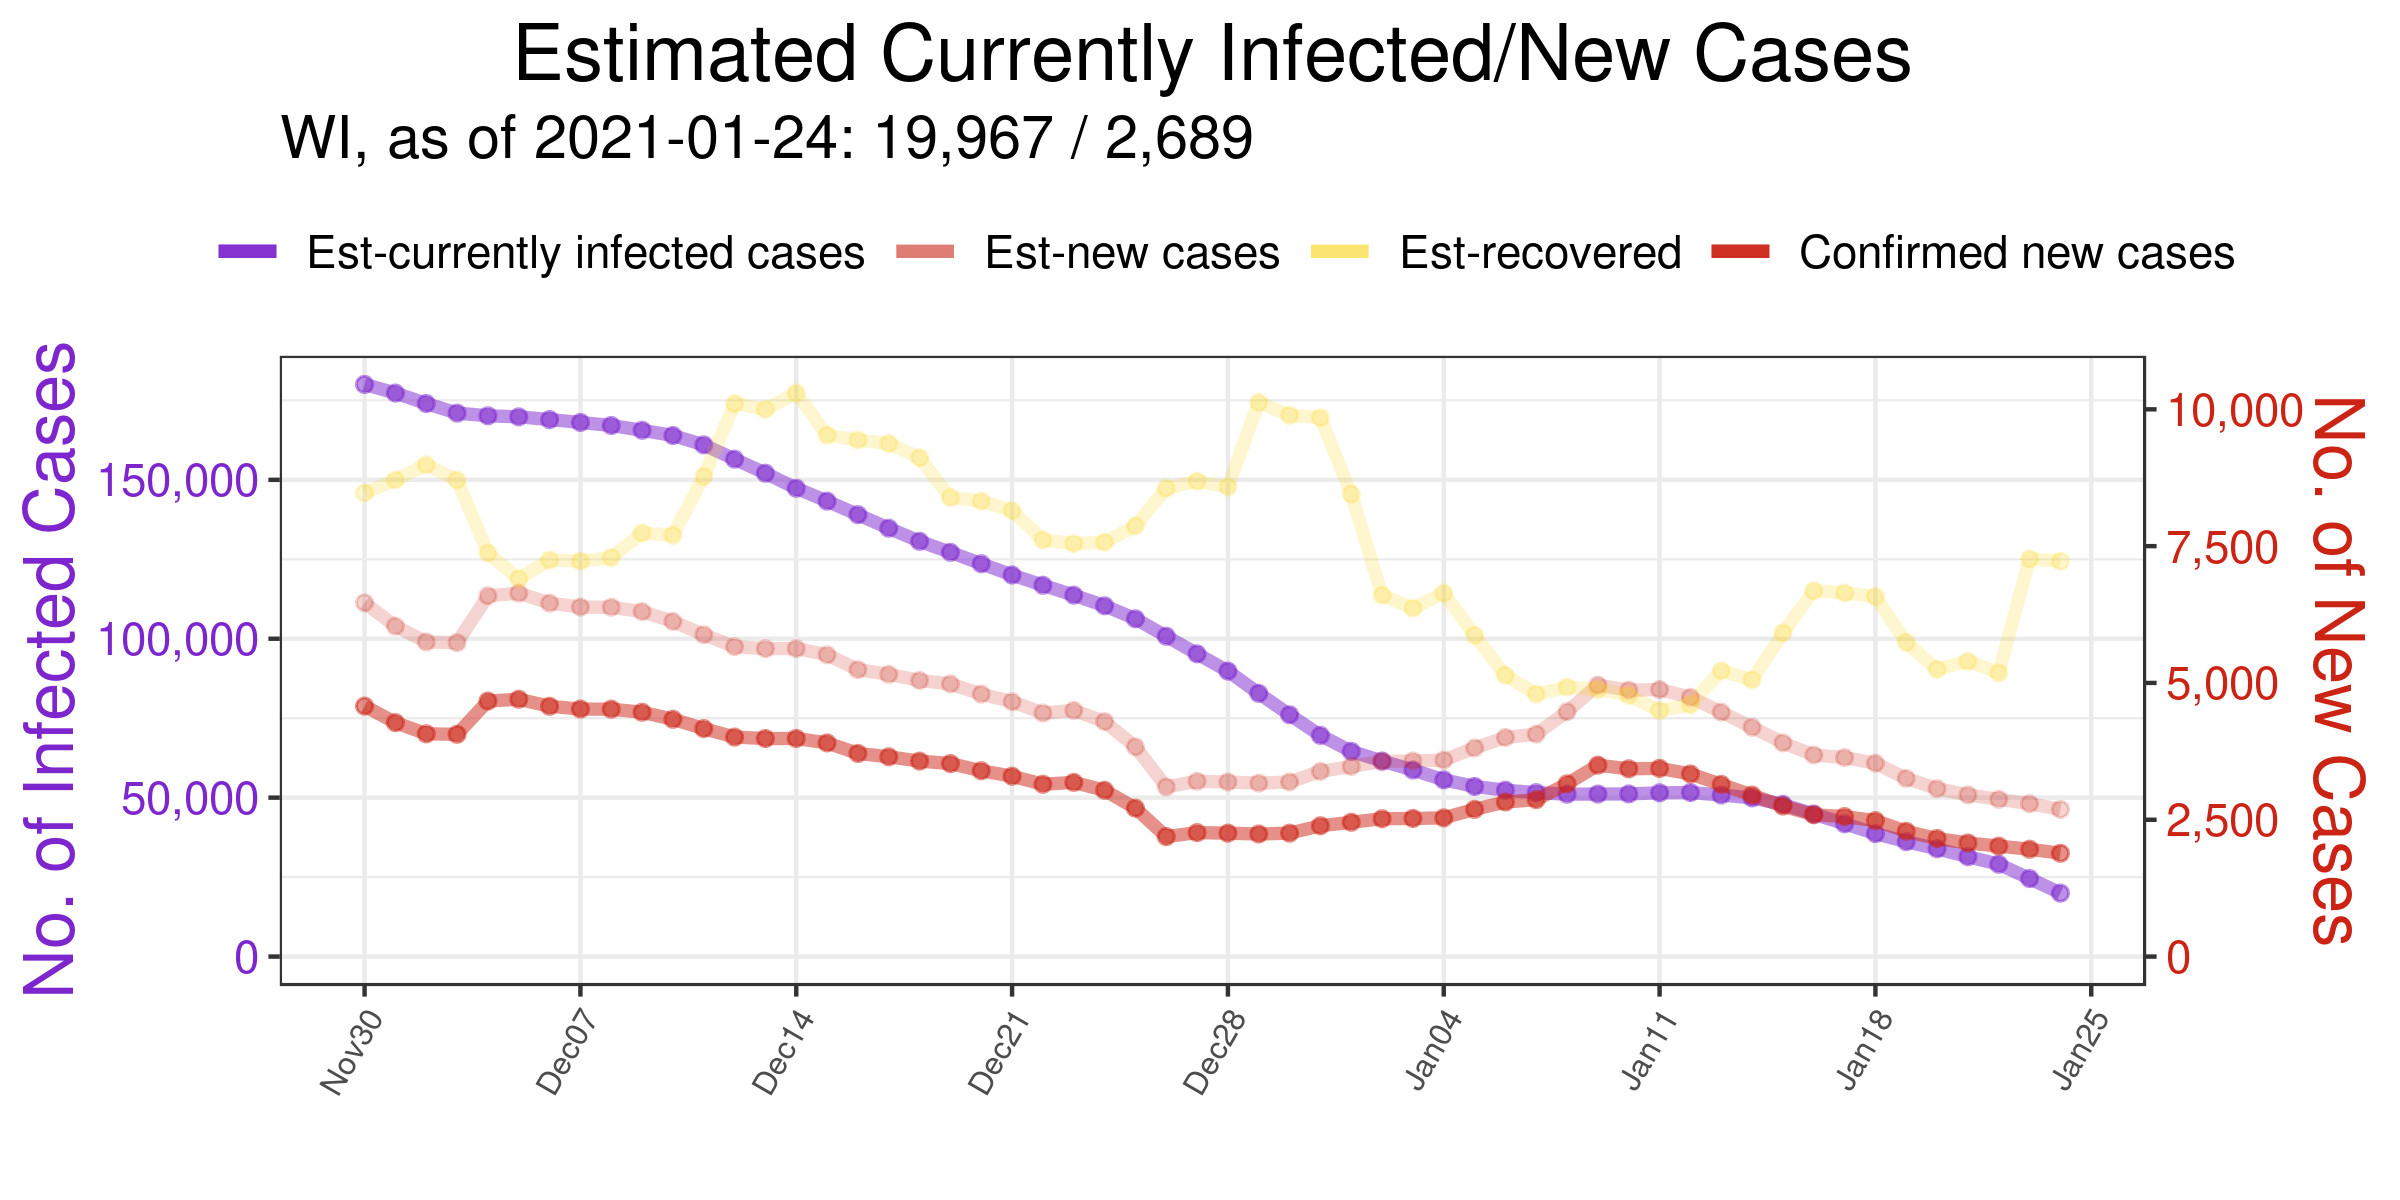 Estimated Currently Infected/New Cases
WI, as of 2021-01-24: 19,967 / 2,689
Est-currently infected cases Est-new cases Est-recovered Confirmed new cases
No. of Infected Cases
150,000
100,000
50,000
0
10,000
7,500
5,000
2,500
0
No. of New Cases
Nov30 Dec07 Dec14 Dec21 Dec28 Jan04 Jan11 Jan18 Jan25